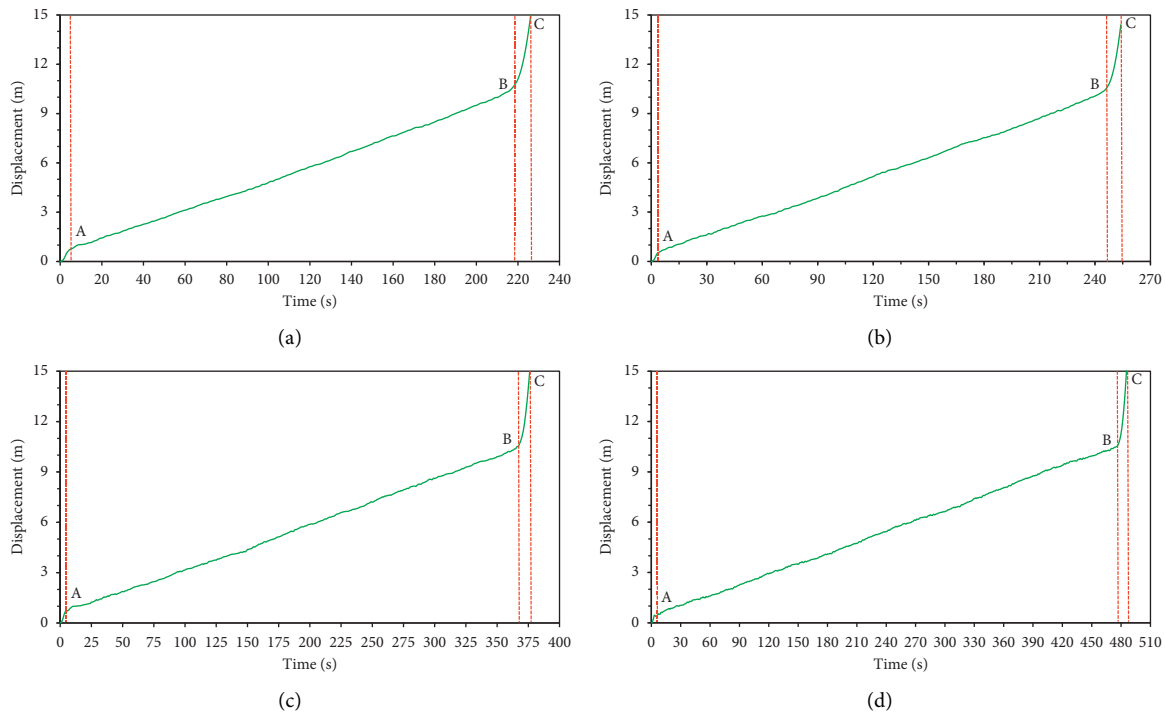 15
12
9
6
3
0
Displacement (m)
A
B
C
0 20 40 60 80 100 120 140 160 180 200 220 240
Time (s)
(a)
15
12
9
6
3
0
Displacement (m)
A
B
C
0 30 60 90 120 150 180 210 240 270
Time (s)
(b)
15
12
9
6
3
0
Displacement (m)
A
B
C
0 25 50 75 100 125 150 175 200 225 250 275 300 325 350 375 400
Time (s)
(c)
15
12
9
6
3
0
Displacement (m)
A
B
C
0 30 60 90 120 150 180 210 240 270 300 330 360 390 420 450 480 510
Time (s)
(d)